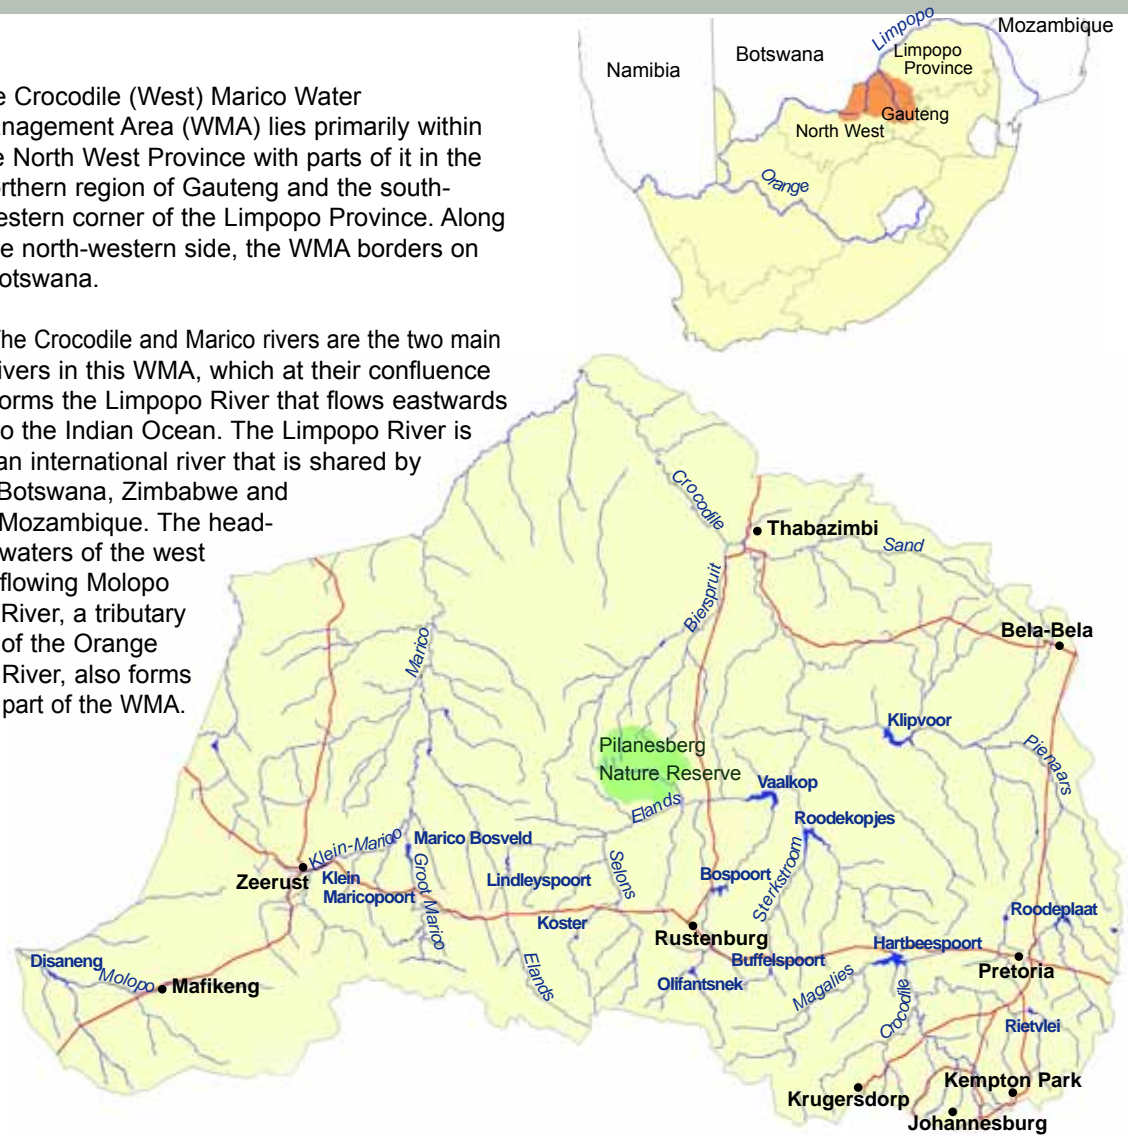 Limpopo
Mozambique
Botswana
Limpopo
Province
Namibia
Gauteng
North West
Orange
e Crocodile (West) Marico Water
nagement Area (WMA) lies primarily within
e North West Province with parts of it in the
orthern region of Gauteng and the south-
estern corner of the Limpopo Province. Along
e north-western side, the WMA borders on
otswana.
he Crocodile and Marico rivers are the two main
ivers in this WMA, which at their confluence
orms the Limpopo River that flows eastwards
o the Indian Ocean. The Limpopo River is
an international river that is shared by
Botswana, Zimbabwe and
Mozambique. The head-
waters of the west
flowing Molopo
River, a tributary
of the Orange
River, also forms
part of the WMA.
Crocodile
Thabazimbi
Sand
Bierspruit
Bela-Bela
Marico
Klipvoor
Pienaars
Pilanesberg
Nature Reserve
Vaalkop
Elands
Roodekopjes
Klein-Marico
Marico Bosveld
Zeerust
Klein
Maricopoort
Groot Marico
Lindleyspoort
Selons
Bospoort
Sterkstroom
Koster
Roodeplaat
Rustenburg
Hartbeespoort
Disaneng
Molopo
Mafikeng
Elands
Buffelspoort
Pretoria
Olifantsnek
Magalies
Crocodile
Rietvlei
Kempton Park
Krugersdorp
Johannesburg